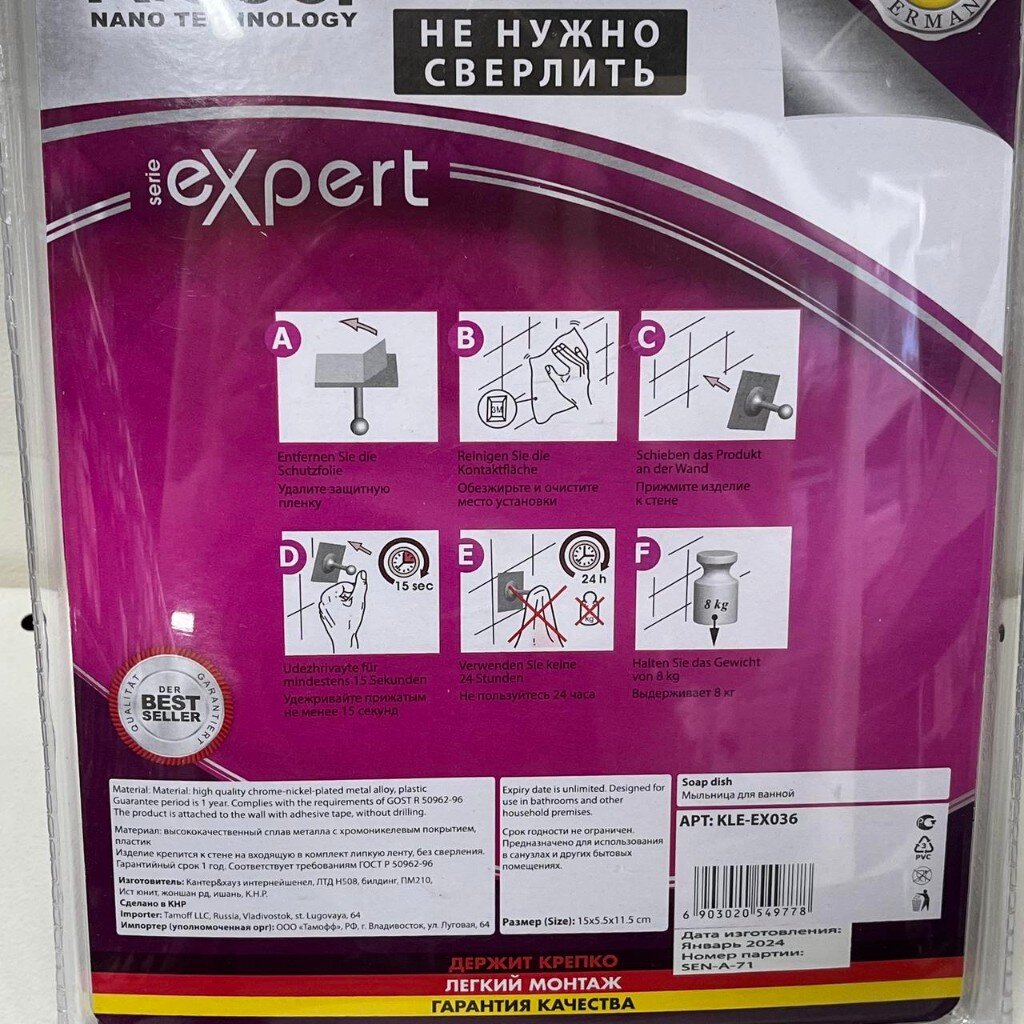 NANO TECHNOLOGY
НЕ НУЖНО
СВЕРЛИТЬ
serie
eXpert
A
B
C
3M
Entfernen Sie die
Schutzfolie
Удалите защитную
пленку
Reinigen Sie die
Kontaktfläche
Обезжирьте и очистите
место установки
Schieben das Produkt
an der Wand
Прижмите изделие
к стене
D
15 sec
E
24 h
kg
F
8 kg
Udezhrivayte für
mindestens 15 Sekunden
Удежривайте прижатым
не менее 15 секунд
Verwenden Sie keine
24 Stunden
Не пользуйтесь 24 часа
Halten Sie das Gewicht
von 8 kg
Выдерживает 8 кг
QUALITÄT
GARANTIERT
DER
BEST
SELLER
Material: Material: high quality chrome-nickel-plated metal alloy, plastic
Guarantee period is 1 year. Complies with the requirements of GOST R 50962-96
The product is attached to the wall with adhesive tape, without drilling.
Материал: высококачественный сплав металла с хромоникелевым покрытием,
пластик
Изделие крепится к стене на входящую в комплект липкую ленту, без сверления.
Гарантийный срок 1 год. Соответствует требованиям ГОСТ Р 50962-96
Изготовитель: Кантер&хауз интернейшенел, ЛТД H508, билдинг, ПМ210,
Ист юнит, жоншан рд, ишань, К.Н.Р.
Сделано в КНР
Importer: Tamoff LLC, Russia, Vladivostok, st. Lugovaya, 64
Импортер (уполномоченная орг): ООО «Тамофф», РФ, г. Владивосток, ул. Луговая, 64
Expiry date is unlimited. Designed for
use in bathrooms and other
household premises.
Срок годности не ограничен.
Предназначено для использования
в санузлах и других бытовых
помещениях.
Размер (Size): 15x5.5x11.5 cm
Soap dish
Мыльница для ванной
АРТ: KLE-EX036
3
PVC
6 903020 549778
Дата изготовления:
Январь 2024
Номер партии:
SEN-A-71
ДЕРЖИТ КРЕПКО
ЛЕГКИЙ МОНТАЖ
ГАРАНТИЯ КАЧЕСТВА